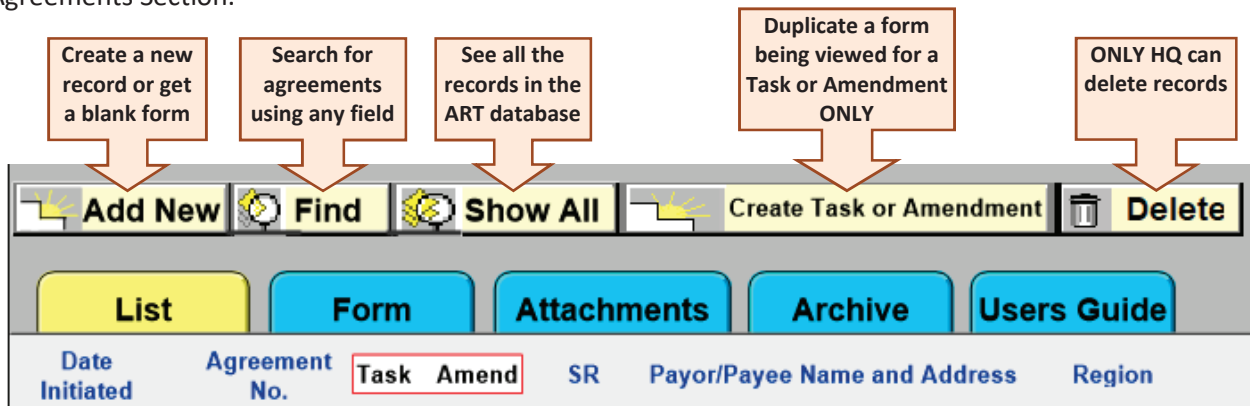 Agreements Section:
Create a new
record or get
a blank form
Search for
agreements
using any field
See all the
records in the
ART database
Duplicate a form
being viewed for a
Task or Amendment
ONLY
ONLY HQ can
delete records
Add New Find Show All Create Task or Amendment Delete
List Form Attachments Archive Users Guide
Date
Initiated
Agreement
No.
Task Amend
SR
Payor/Payee Name and Address
Region